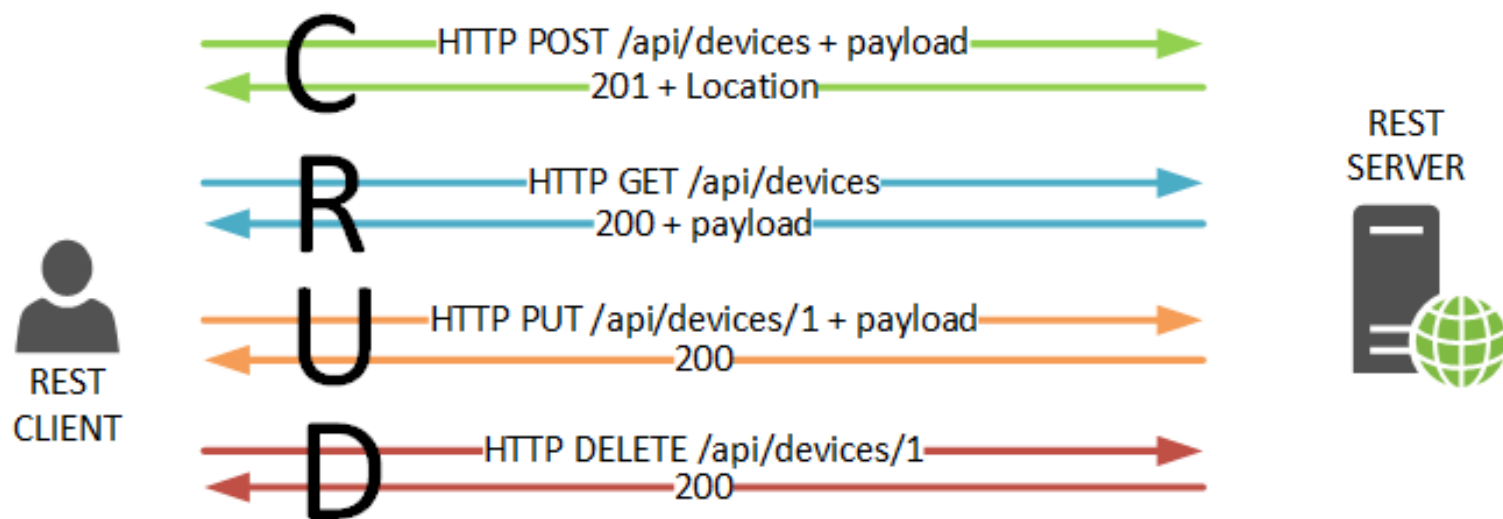 C
HTTP POST /api/devices + payload
201 + Location
R
HTTP GET /api/devices
200 + payload
U
HTTP PUT /api/devices/1 + payload
200
D
HTTP DELETE /api/devices/1
200
REST
CLIENT
REST
SERVER